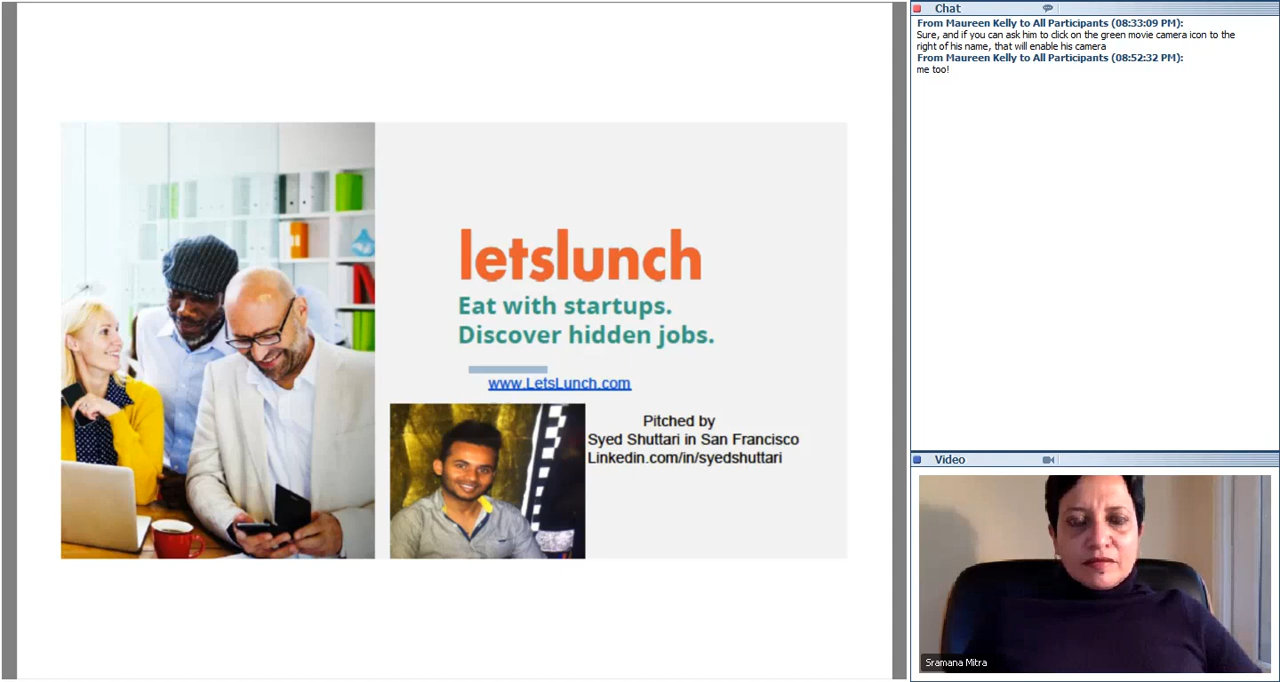 letslunch
Eat with startups.
Discover hidden jobs.
www.LetsLunch.com
Pitched by
Syed Shuttari in San Francisco
Linkedin.com/in/syedshuttari
Chat
From Maureen Kelly to All Participants (08:33:09 PM):
Sure, and if you can ask him to click on the green movie camera icon to the
right of his name, that will enable his camera
From Maureen Kelly to All Participants (08:52:32 PM):
me too!
Video
Sramana Mitra